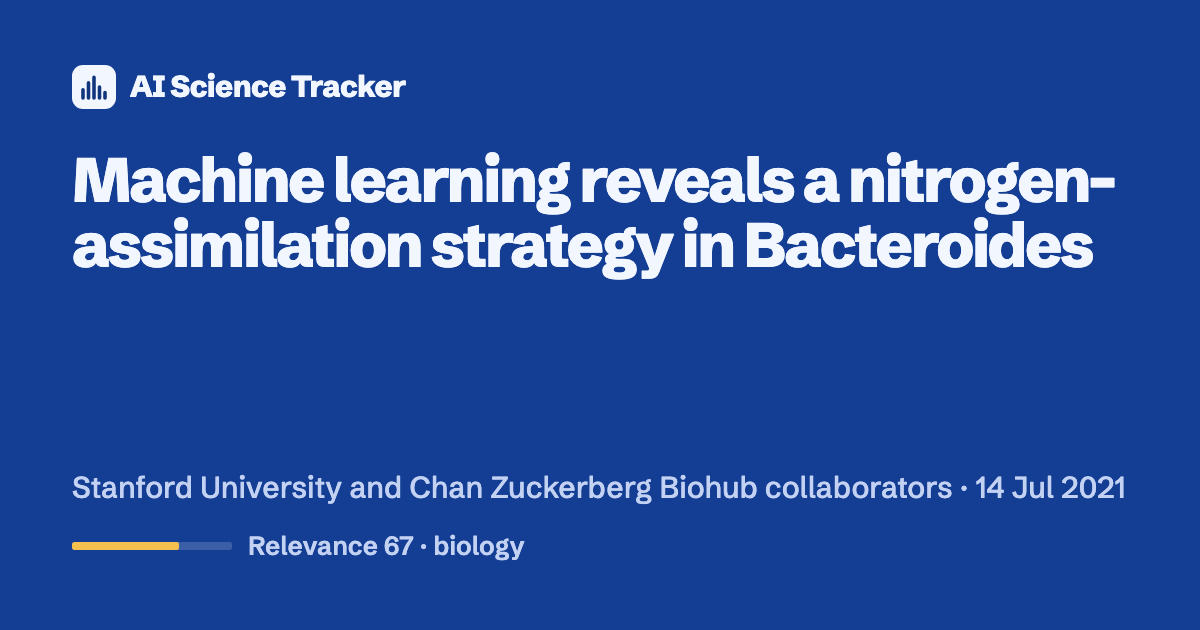 AI Science Tracker
Machine learning reveals a nitrogen-
assimilation strategy in Bacteroides
Stanford University and Chan Zuckerberg Biohub collaborators · 14 Jul 2021
Relevance 67 · biology